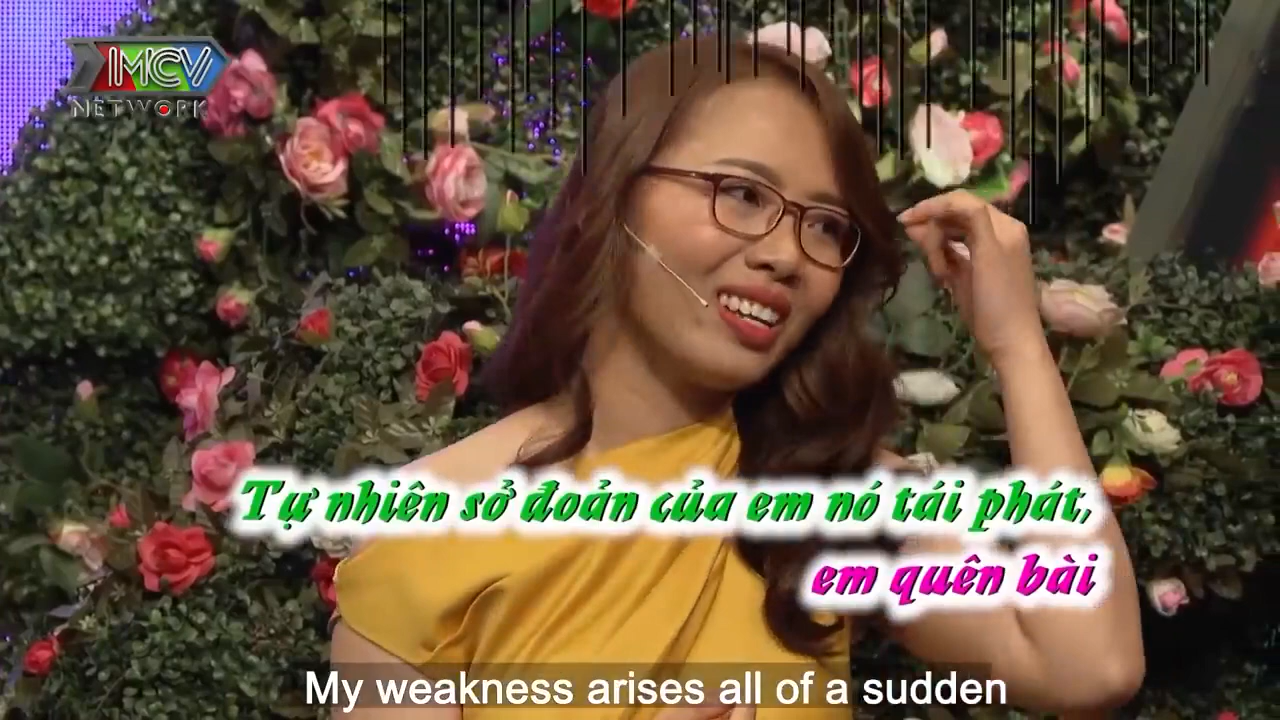 MCV
NETWORK
Tự nhiên sở đoản của em nó tái phát,
em quên bài
My weakness arises all of a sudden